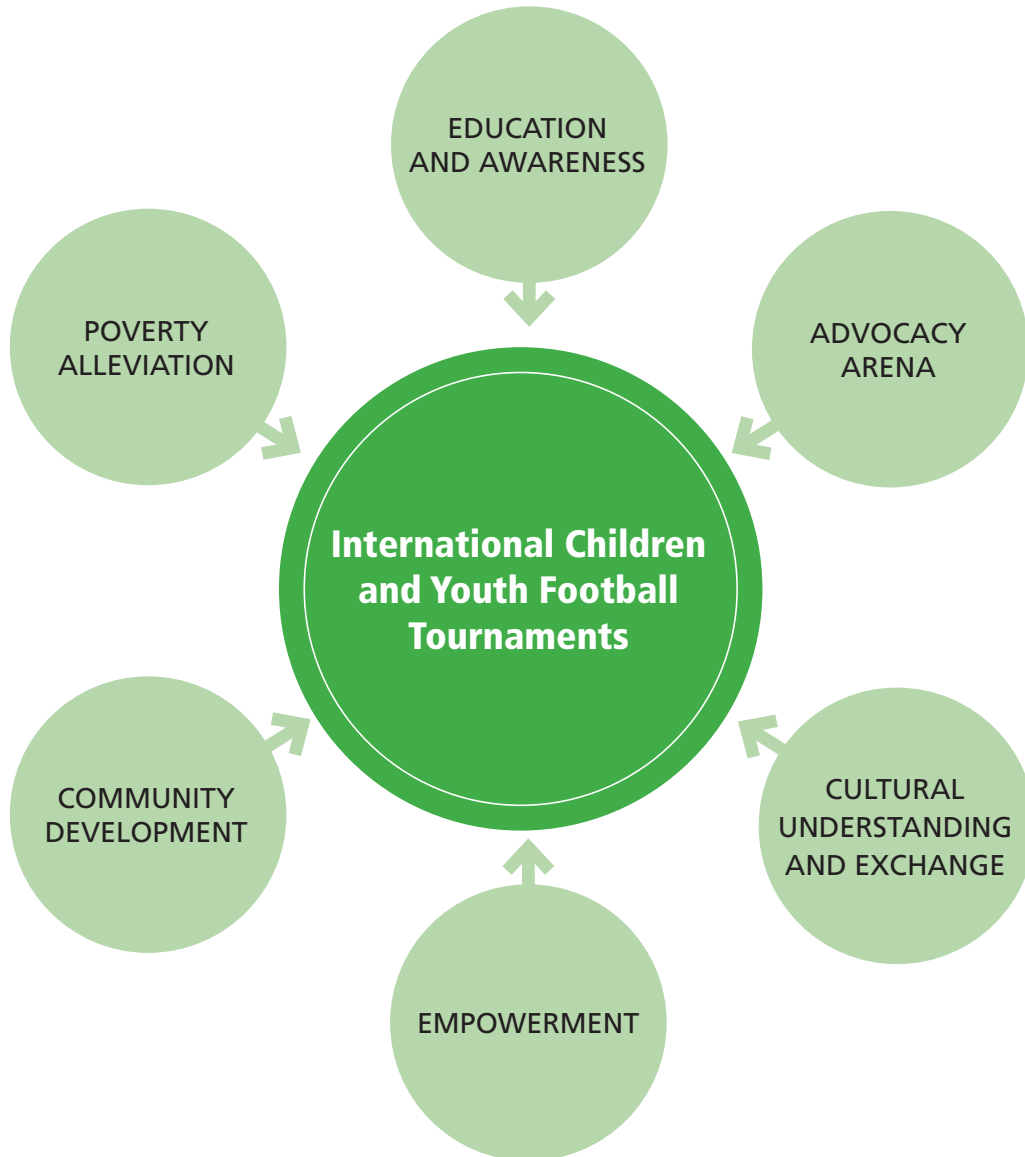 EDUCATION
AND AWARENESS
POVERTY
ALLEVIATION
ADVOCACY
ARENA
International Children
and Youth Football
Tournaments
COMMUNITY
DEVELOPMENT
CULTURAL
UNDERSTANDING
AND EXCHANGE
EMPOWERMENT